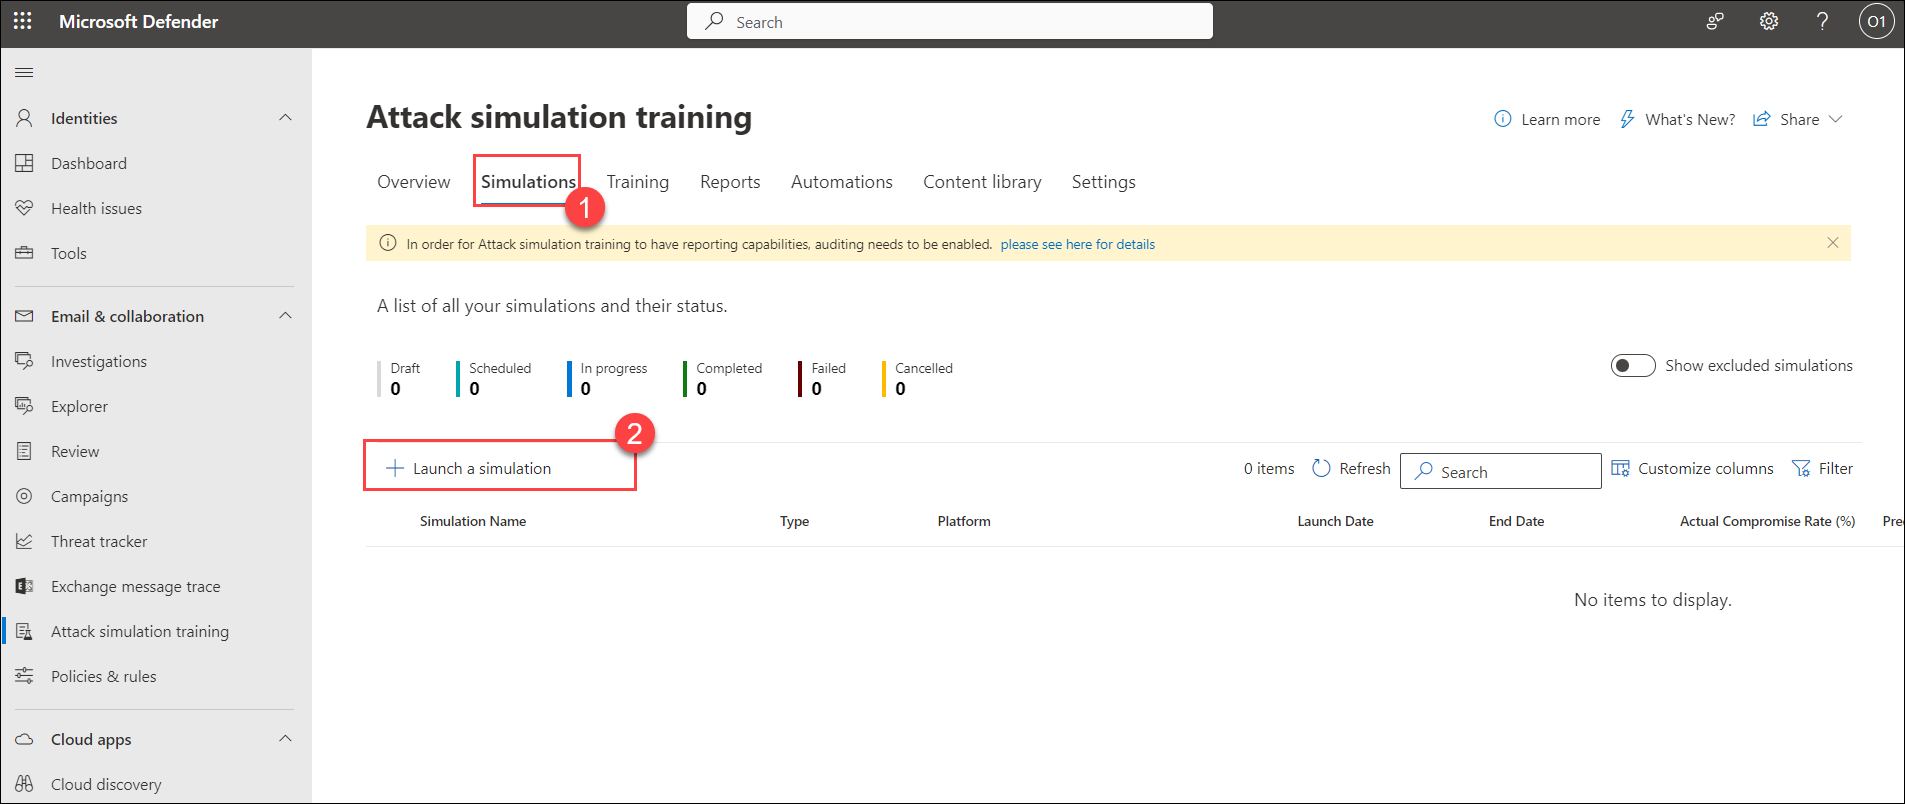 Microsoft Defender
Search
O1
Identities
Dashboard
Health issues
Tools
Email & collaboration
Investigations
Explorer
Review
Campaigns
Threat tracker
Exchange message trace
Attack simulation training
Policies & rules
Cloud apps
Cloud discovery
Attack simulation training
Learn more
What's New?
Share
Overview
Simulations
Training
Reports
Automations
Content library
Settings
1
In order for Attack simulation training to have reporting capabilities, auditing needs to be enabled. please see here for details
A list of all your simulations and their status.
Draft
0
Scheduled
0
In progress
0
Completed
0
Failed
0
Cancelled
0
Show excluded simulations
2
Launch a simulation
0 items
Refresh
Search
Customize columns
Filter
Simulation Name
Type
Platform
Launch Date
End Date
Actual Compromise Rate (%)
No items to display.